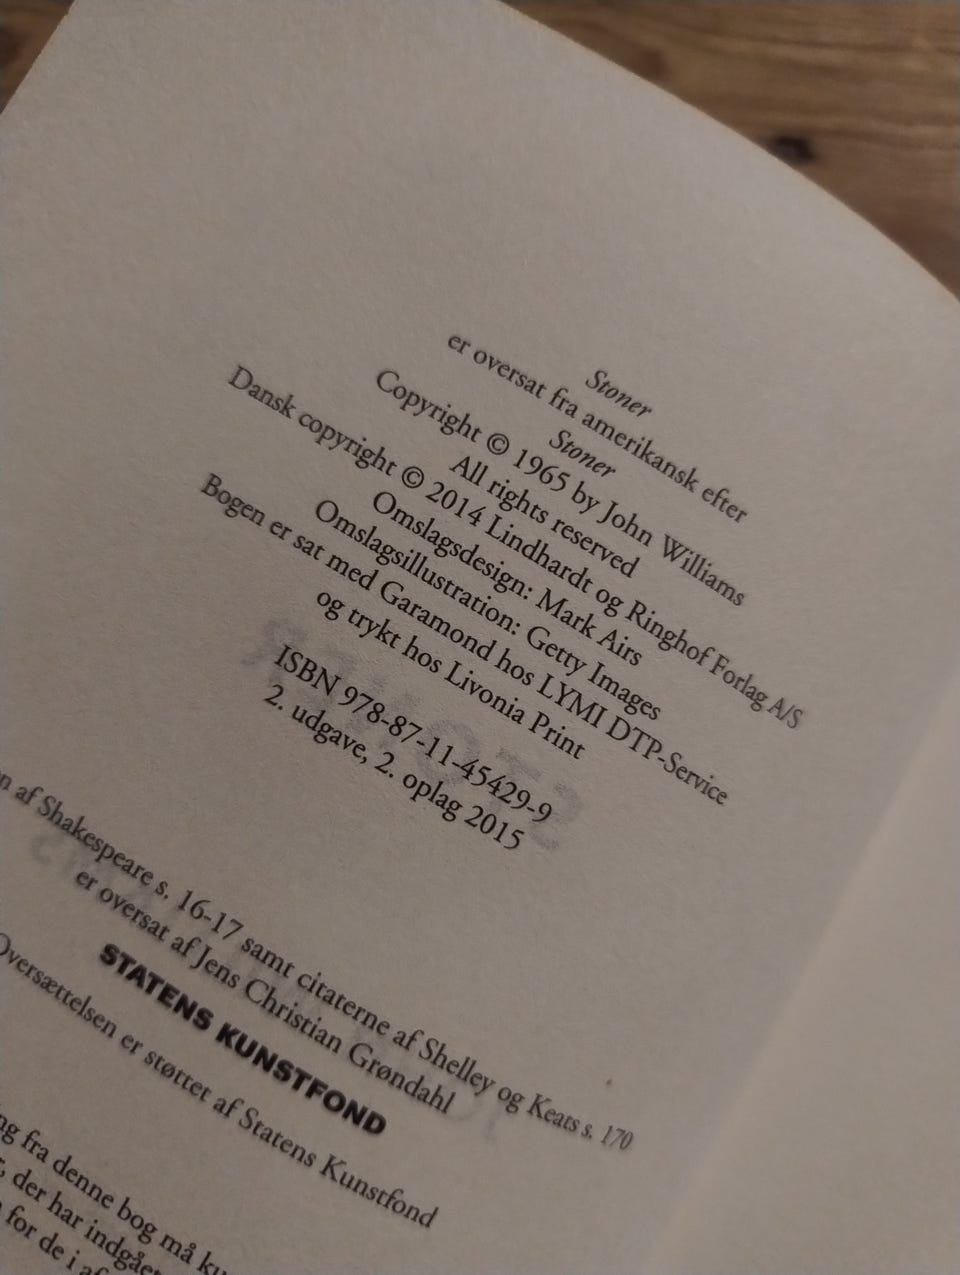 Stoner
er oversat fra amerikansk efter
Stoner
Copyright © 1965 by John Williams
All rights reserved
Dansk copyright © 2014 Lindhardt og Ringhof Forlag A/S
Omslagsdesign: Mark Airs
Omslagsillustration: Getty Images
Bogen er sat med Garamond hos LYMI DTP-Service
og trykt hos Livonia Print
ISBN 978-87-11-45429-9
2. udgave, 2. oplag 2015
af Shakespeare s. 16-17 samt citaterne af Shelley og Keats s. 170
er oversat af Jens Christian Grøndahl
STATENS KUNSTFOND
Oversættelsen er støttet af Statens Kunstfond
fra denne bog må
der har indgået
for de i